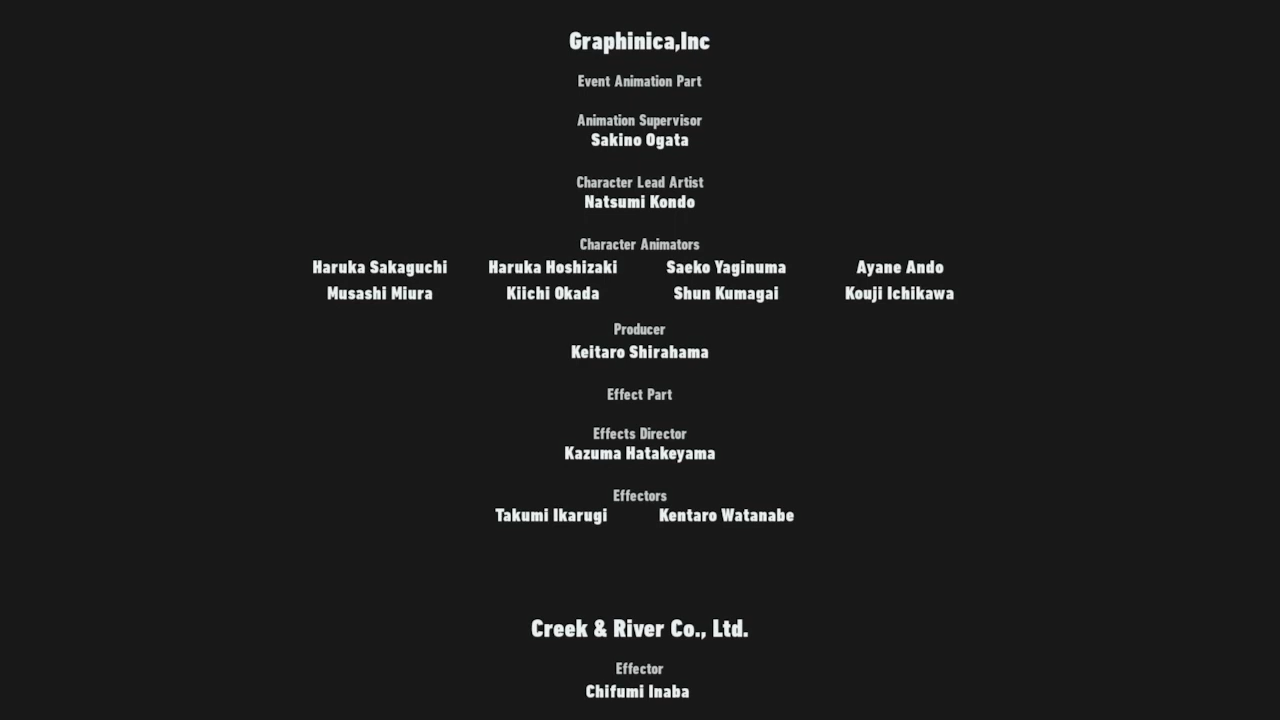 Graphinica,Inc
Event Animation Part
Animation Supervisor
Sakino Ogata
Character Lead Artist
Natsumi Kondo
Character Animators
Haruka Sakaguchi Haruka Hoshizaki Saeko Yaginuma Ayane Ando
Musashi Miura Kiichi Okada Shun Kumagai Kouji Ichikawa
Producer
Keitaro Shirahama
Effect Part
Effects Director
Kazuma Hatakeyama
Effectors
Takumi Ikarugi Kentaro Watanabe
Creek & River Co., Ltd.
Effector
Chifumi Inaba